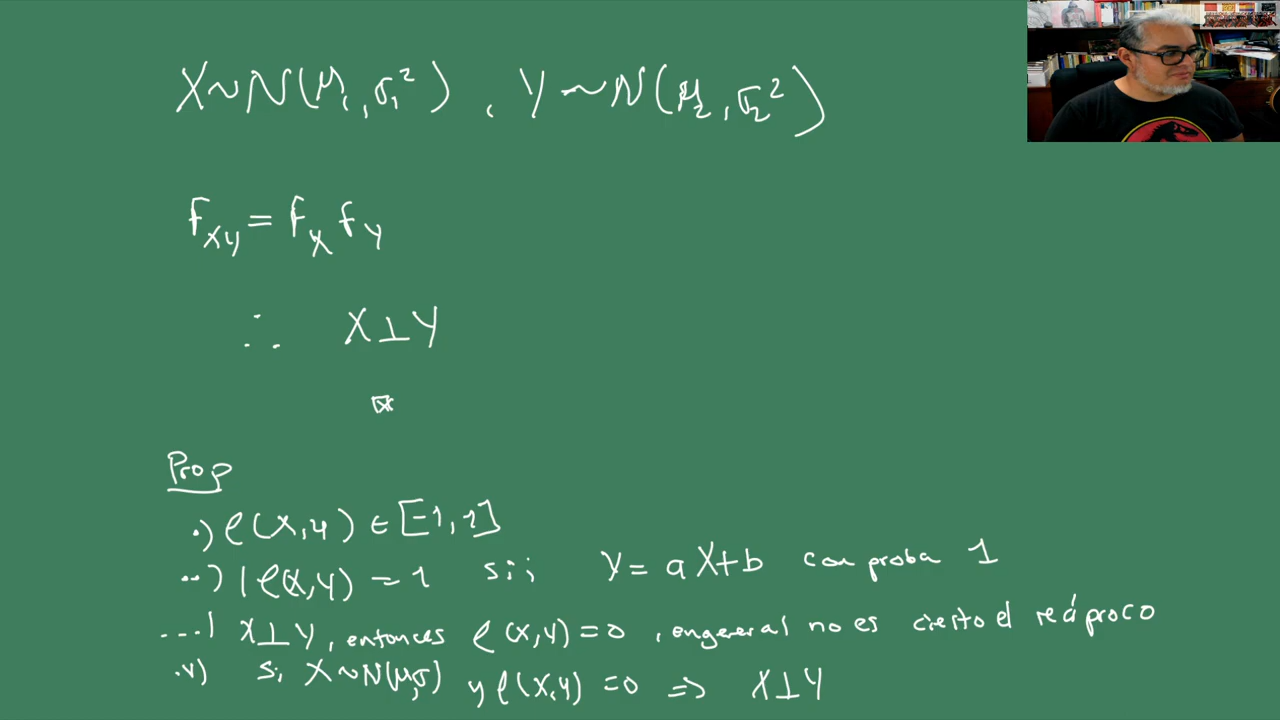 X~N(μ₁,σ₁²), Y~N(μ₂,σ₂²)
f_XY = f_X f_Y
∴ X⊥Y
Prop
.) ρ(X,Y) ∈ [-1,1]
..) |ρ(X,Y) = 1 sii Y = aX+b con proba 1
...) X⊥Y, entonces ρ(X,Y)=0, en general no es cierto el recíproco
.v) si X~N(μ,σ) y ρ(X,Y)=0 ⇒ X⊥Y